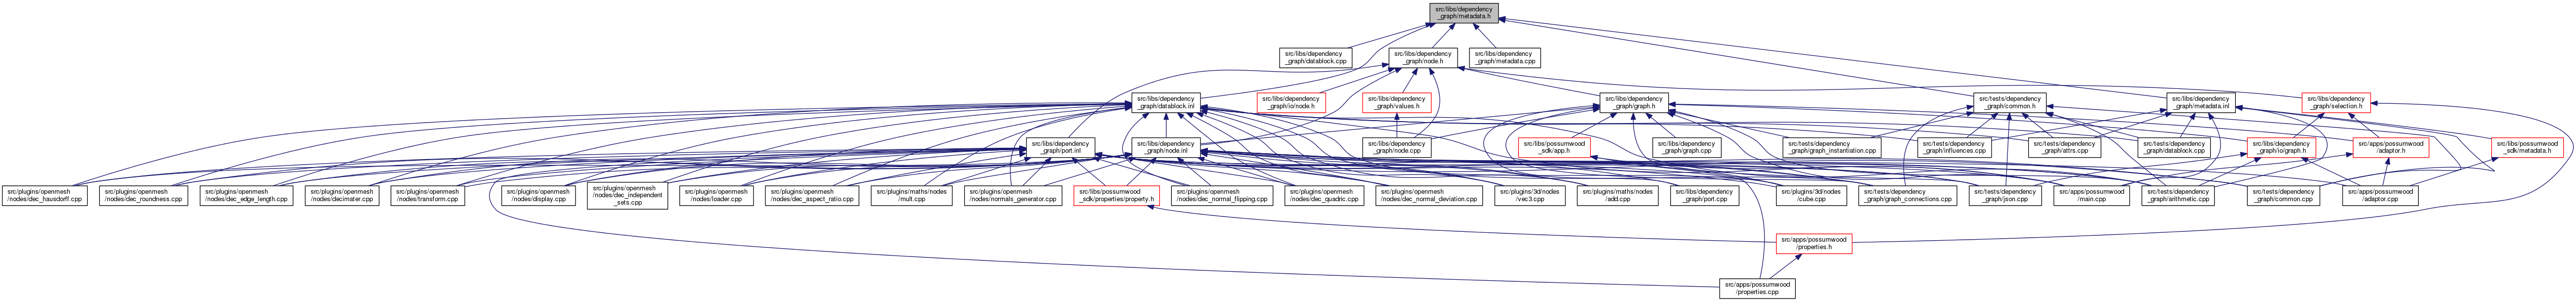 src/libs/dependency
_graph/metadata.h
src/libs/dependency
_graph/datablock.cpp
src/libs/dependency
_graph/node.h
src/libs/dependency
_graph/metadata.cpp
src/libs/dependency
_graph/datablock.inl
src/libs/dependency
_graph/io/node.h
src/libs/dependency
_graph/values.h
src/libs/dependency
_graph/graph.h
src/tests/dependency
_graph/common.h
src/libs/dependency
_graph/metadata.inl
src/libs/dependency
_graph/selection.h
src/libs/dependency
_graph/port.inl
src/libs/dependency
_graph/node.inl
src/libs/dependency
_graph/node.cpp
src/libs/possumwood
_sdk/app.h
src/libs/dependency
_graph/graph.cpp
src/tests/dependency
_graph/graph_instantiation.cpp
src/tests/dependency
_graph/influences.cpp
src/tests/dependency
_graph/attrs.cpp
src/tests/dependency
_graph/datablock.cpp
src/libs/dependency
_graph/io/graph.h
src/apps/possumwood
/adaptor.h
src/libs/possumwood
_sdk/metadata.h
src/plugins/openmesh
/nodes/dec_hausdorff.cpp
src/plugins/openmesh
/nodes/dec_roundness.cpp
src/plugins/openmesh
/nodes/dec_edge_length.cpp
src/plugins/openmesh
/nodes/decimater.cpp
src/plugins/openmesh
/nodes/transform.cpp
src/plugins/openmesh
/nodes/display.cpp
src/plugins/openmesh
/nodes/dec_independent
_sets.cpp
src/plugins/openmesh
/nodes/loader.cpp
src/plugins/openmesh
/nodes/dec_aspect_ratio.cpp
src/plugins/maths/nodes
/mult.cpp
src/plugins/openmesh
/nodes/normals_generator.cpp
src/libs/possumwood
_sdk/properties/property.h
src/plugins/openmesh
/nodes/dec_normal_flipping.cpp
src/plugins/openmesh
/nodes/dec_quadric.cpp
src/plugins/openmesh
/nodes/dec_normal_deviation.cpp
src/plugins/3d/nodes
/vec3.cpp
src/plugins/maths/nodes
/add.cpp
src/libs/dependency
_graph/port.cpp
src/plugins/3d/nodes
/cube.cpp
src/tests/dependency
_graph/graph_connections.cpp
src/tests/dependency
_graph/json.cpp
src/apps/possumwood
/main.cpp
src/tests/dependency
_graph/arithmetic.cpp
src/tests/dependency
_graph/common.cpp
src/apps/possumwood
/adaptor.cpp
src/apps/possumwood
/properties.h
src/apps/possumwood
/properties.cpp